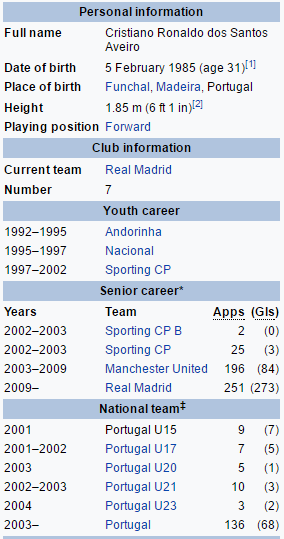 Personal information
Full name Cristiano Ronaldo dos Santos
Aveiro
Date of birth 5 February 1985 (age 31)[1]
Place of birth Funchal, Madeira, Portugal
Height 1.85 m (6 ft 1 in)[2]
Playing position Forward
Club information
Current team Real Madrid
Number 7
Youth career
1992–1995 Andorinha
1995–1997 Nacional
1997–2002 Sporting CP
Senior career*
Years Team Apps (Gls)
2002–2003 Sporting CP B 2 (0)
2002–2003 Sporting CP 25 (3)
2003–2009 Manchester United 196 (84)
2009– Real Madrid 251 (273)
National team‡
2001 Portugal U15 9 (7)
2001–2002 Portugal U17 7 (5)
2003 Portugal U20 5 (1)
2002–2003 Portugal U21 10 (3)
2004 Portugal U23 3 (2)
2003– Portugal 136 (68)